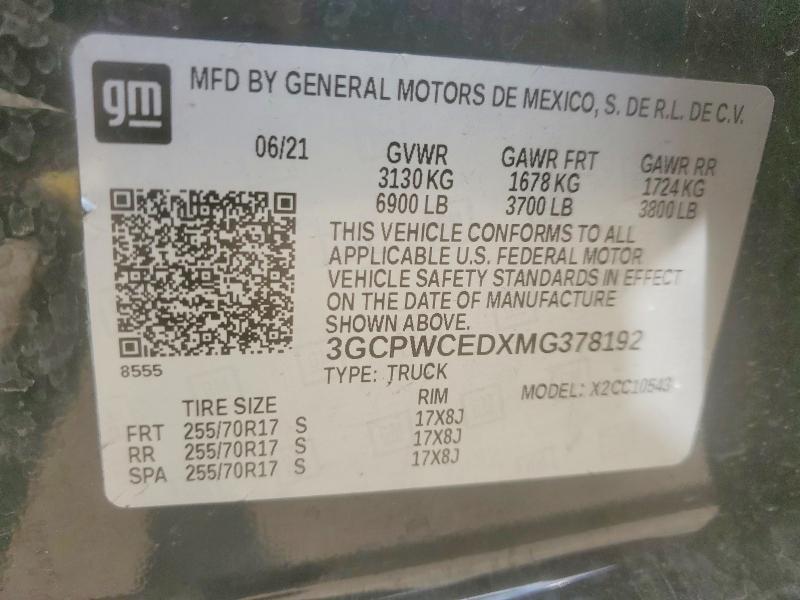 gm
MFD BY GENERAL MOTORS DE MEXICO, S. DE R.L. DE C.V.
06/21 GVWR GAWR FRT GAWR RR
3130 KG 1678 KG 1724 KG
6900 LB 3700 LB 3800 LB
THIS VEHICLE CONFORMS TO ALL
APPLICABLE U.S. FEDERAL MOTOR
VEHICLE SAFETY STANDARDS IN EFFECT
ON THE DATE OF MANUFACTURE
SHOWN ABOVE.
3GCPWCEDXMG378192
8555
TYPE: TRUCK MODEL: X2CC10543
TIRE SIZE RIM
FRT 255/70R17 S 17X8J
RR 255/70R17 S 17X8J
SPA 255/70R17 S 17X8J